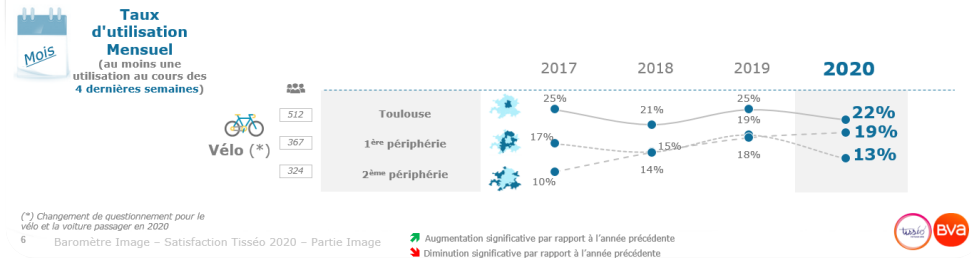 Mois
Taux
d'utilisation
Mensuel
(au moins une
utilisation au cours des
4 dernières semaines)
2017 2018 2019 2020
Vélo (*)
512 Toulouse
367 1ère périphérie
324 2ème périphérie
25% 21% 25% 22%
17% 15% 19% 19%
10% 14% 18% 13%
(*) Changement de questionnement pour le
vélo et la voiture passager en 2020
6 Baromètre Image – Satisfaction Tisséo 2020 – Partie Image
Augmentation significative par rapport à l'année précédente
Diminution significative par rapport à l'année précédente
tisséo
BVA